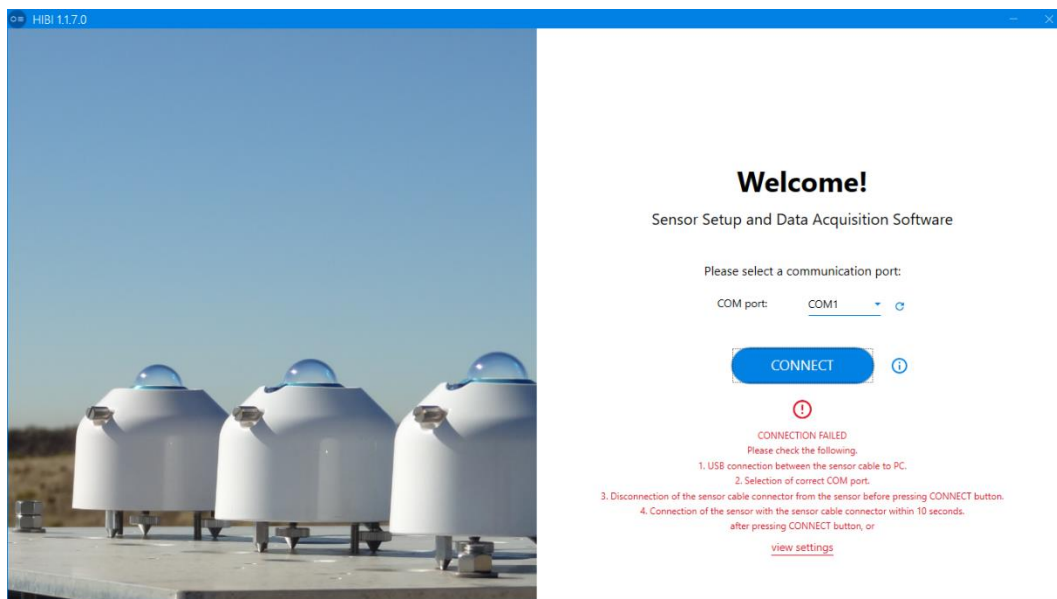 HIBI 1.1.7.0
Welcome!
Sensor Setup and Data Acquisition Software
Please select a communication port:
COM port: COM1
CONNECT
CONNECTION FAILED
Please check the following.
1. USB connection between the sensor cable to PC.
2. Selection of correct COM port.
3. Disconnection of the sensor cable connector from the sensor before pressing CONNECT button.
4. Connection of the sensor with the sensor cable connector within 10 seconds.
after pressing CONNECT button, or
view settings